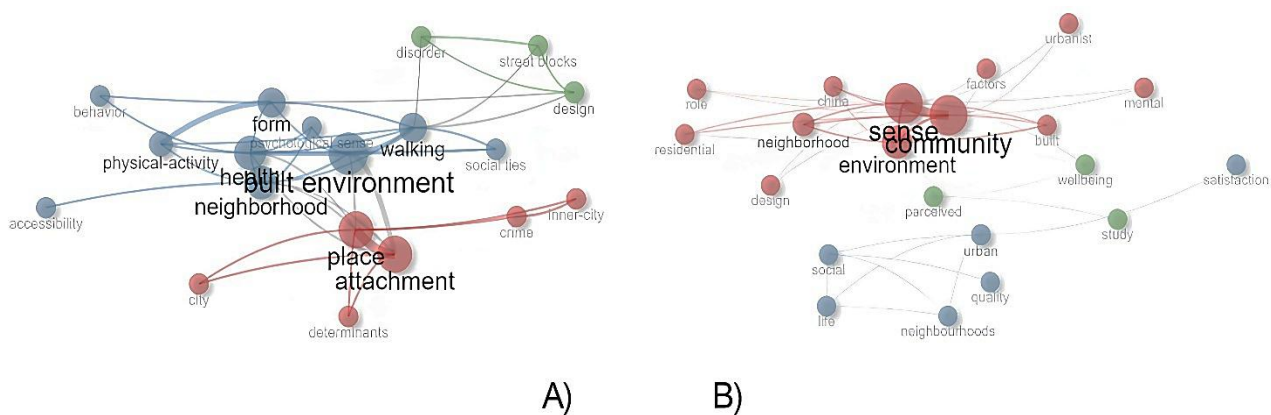 disorder
street blocks
behavior
form
design
psychological sense
walking
physical-activity
social ties
health
built environment
neighborhood
accessibility
inner-city
crime
place
attachment
city
determinants
A)
urbanist
factors
role
china
mental
sense
built
residential
neighborhood
community
environment
wellbeing
satisfaction
design
perceived
study
urban
social
quality
life
neighbourhoods
B)